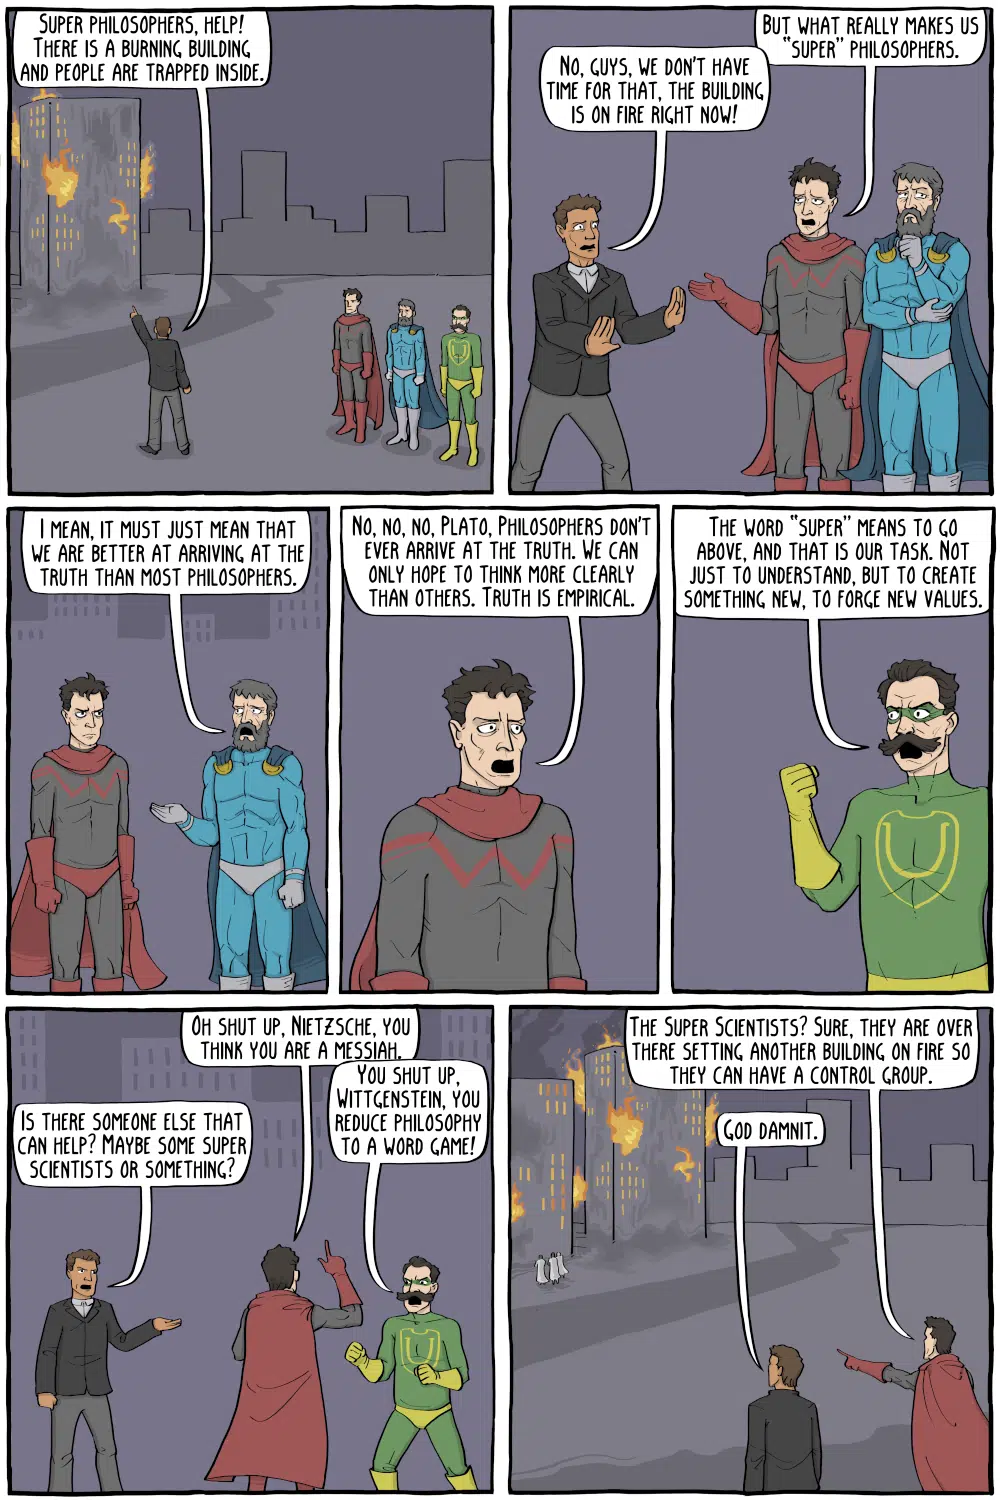 SUPER PHILOSOPHERS, HELP!
THERE IS A BURNING BUILDING
AND PEOPLE ARE TRAPPED INSIDE.
BUT WHAT REALLY MAKES US
"SUPER" PHILOSOPHERS.
NO, GUYS, WE DON'T HAVE
TIME FOR THAT, THE BUILDING
IS ON FIRE RIGHT NOW!
I MEAN, IT MUST JUST MEAN THAT
WE ARE BETTER AT ARRIVING AT THE
TRUTH THAN MOST PHILOSOPHERS.
NO, NO, NO, PLATO, PHILOSOPHERS DON'T
EVER ARRIVE AT THE TRUTH. WE CAN
ONLY HOPE TO THINK MORE CLEARLY
THAN OTHERS. TRUTH IS EMPIRICAL.
W
THE WORD "SUPER" MEANS TO GO
ABOVE, AND THAT IS OUR TASK. NOT
JUST TO UNDERSTAND, BUT TO CREATE
SOMETHING NEW, TO FORGE NEW VALUES.
U
IS THERE SOMEONE ELSE THAT
CAN HELP? MAYBE SOME SUPER
SCIENTISTS OR SOMETHING?
OH SHUT UP, NIETZSCHE, YOU
THINK YOU ARE A MESSIAH.
YOU SHUT UP,
WITTGENSTEIN, YOU
REDUCE PHILOSOPHY
TO A WORD GAME!
U
THE SUPER SCIENTISTS? SURE, THEY ARE OVER
THERE SETTING ANOTHER BUILDING ON FIRE SO
THEY CAN HAVE A CONTROL GROUP.
GOD DAMNIT.